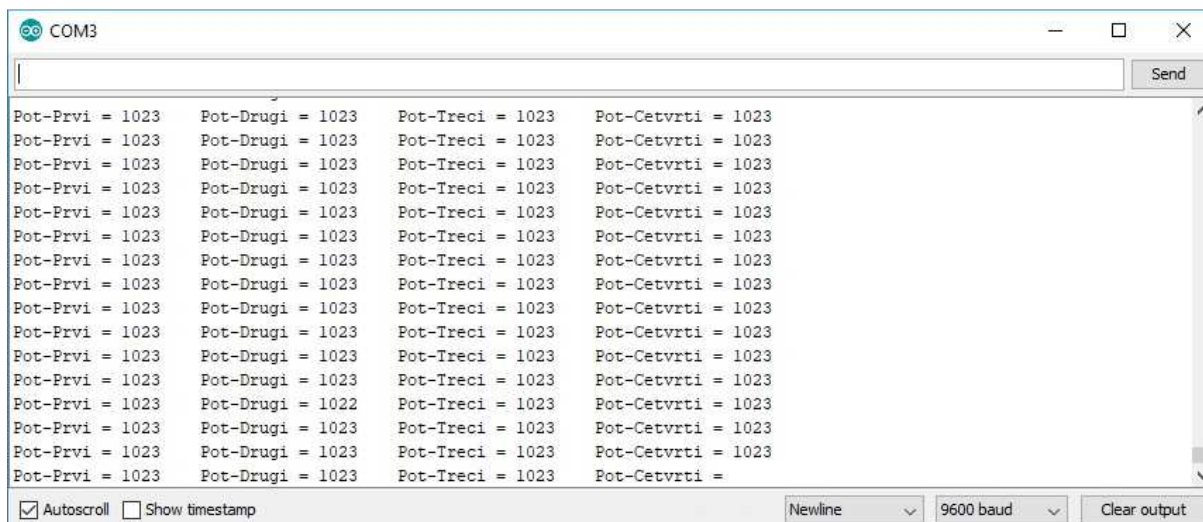 COM3
Send
Pot-Prvi = 1023 Pot-Drugi = 1023 Pot-Treci = 1023 Pot-Cetvrti = 1023
Pot-Prvi = 1023 Pot-Drugi = 1023 Pot-Treci = 1023 Pot-Cetvrti = 1023
Pot-Prvi = 1023 Pot-Drugi = 1023 Pot-Treci = 1023 Pot-Cetvrti = 1023
Pot-Prvi = 1023 Pot-Drugi = 1023 Pot-Treci = 1023 Pot-Cetvrti = 1023
Pot-Prvi = 1023 Pot-Drugi = 1023 Pot-Treci = 1023 Pot-Cetvrti = 1023
Pot-Prvi = 1023 Pot-Drugi = 1023 Pot-Treci = 1023 Pot-Cetvrti = 1023
Pot-Prvi = 1023 Pot-Drugi = 1023 Pot-Treci = 1023 Pot-Cetvrti = 1023
Pot-Prvi = 1023 Pot-Drugi = 1023 Pot-Treci = 1023 Pot-Cetvrti = 1023
Pot-Prvi = 1023 Pot-Drugi = 1023 Pot-Treci = 1023 Pot-Cetvrti = 1023
Pot-Prvi = 1023 Pot-Drugi = 1023 Pot-Treci = 1023 Pot-Cetvrti = 1023
Pot-Prvi = 1023 Pot-Drugi = 1023 Pot-Treci = 1023 Pot-Cetvrti = 1023
Pot-Prvi = 1023 Pot-Drugi = 1023 Pot-Treci = 1023 Pot-Cetvrti = 1023
Pot-Prvi = 1023 Pot-Drugi = 1022 Pot-Treci = 1023 Pot-Cetvrti = 1023
Pot-Prvi = 1023 Pot-Drugi = 1023 Pot-Treci = 1023 Pot-Cetvrti = 1023
Pot-Prvi = 1023 Pot-Drugi = 1023 Pot-Treci = 1023 Pot-Cetvrti = 1023
Pot-Prvi = 1023 Pot-Drugi = 1023 Pot-Treci = 1023 Pot-Cetvrti =
Autoscroll Show timestamp Newline 9600 baud Clear output